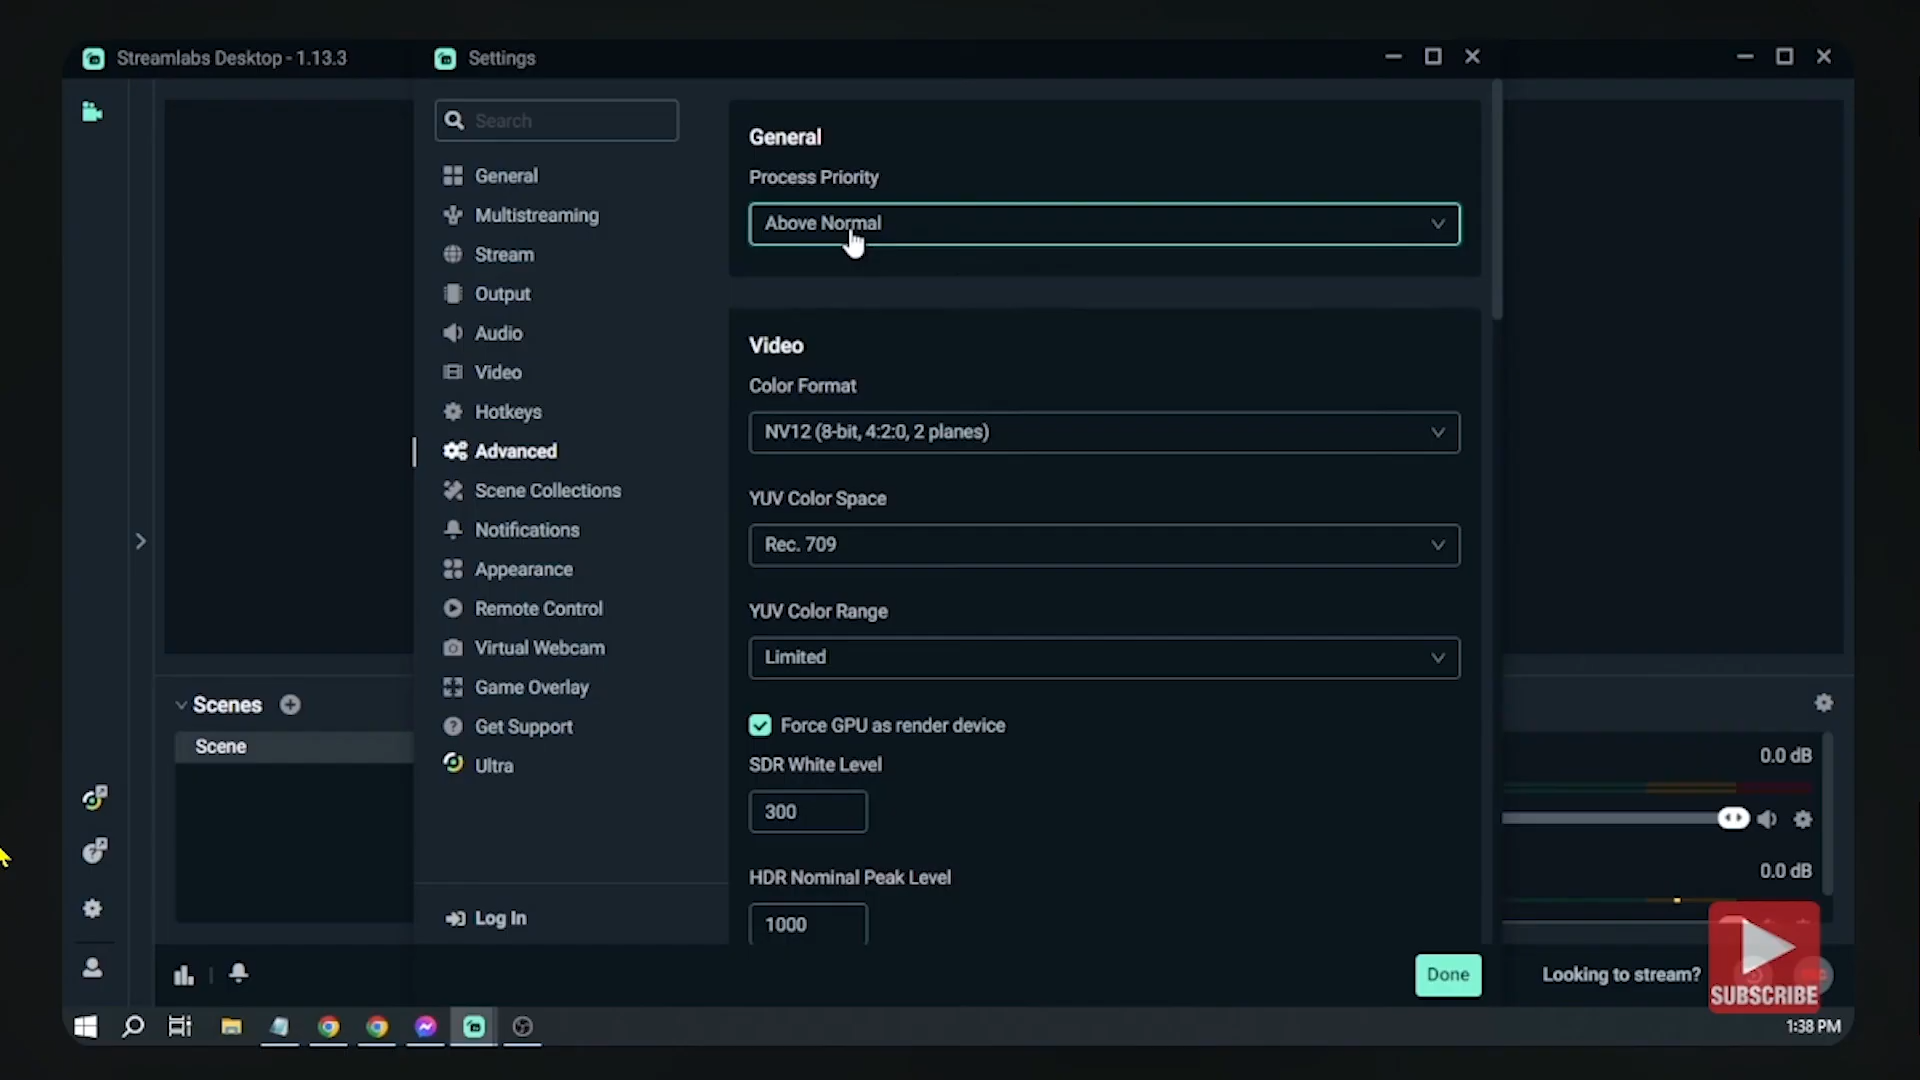 Streamlabs Desktop - 1.13.3
Settings
Search
General
Multistreaming
Stream
Output
Audio
Video
Hotkeys
Advanced
Scene Collections
Notifications
Appearance
Remote Control
Virtual Webcam
Game Overlay
Get Support
Ultra
Log In
General
Process Priority
Above Normal
Video
Color Format
NV12 (8-bit, 4:2:0, 2 planes)
YUV Color Space
Rec. 709
YUV Color Range
Limited
Force GPU as render device
SDR White Level
300
HDR Nominal Peak Level
1000
Done
Scenes
Scene
0.0 dB
0.0 dB
Looking to stream?
SUBSCRIBE
1:38 PM